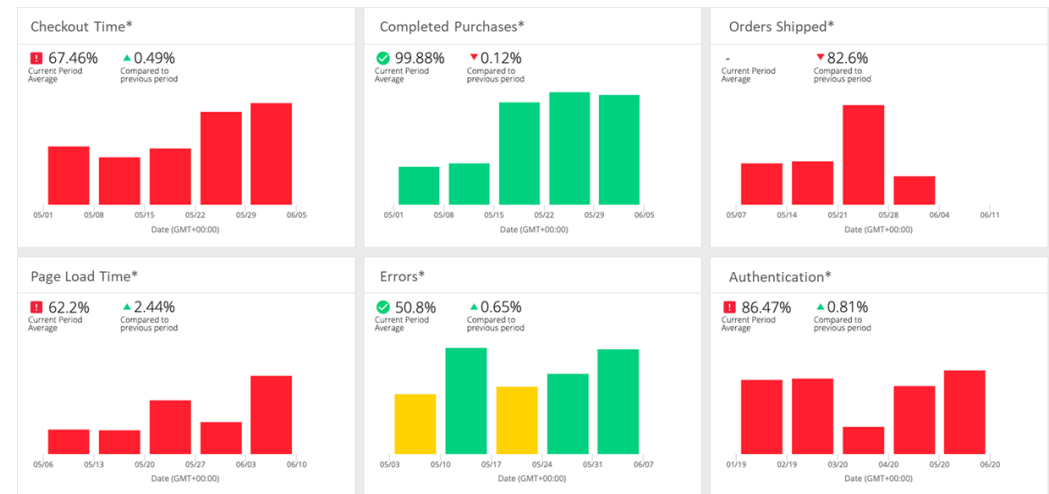 Checkout Time*
67.46%
Current Period
Average
0.49%
Compared to
previous period
05/01 05/08 05/15 05/22 05/29 06/05
Date (GMT+00:00)
Completed Purchases*
99.88%
Current Period
Average
0.12%
Compared to
previous period
05/01 05/08 05/15 05/22 05/29 06/05
Date (GMT+00:00)
Orders Shipped*
-
Current Period
Average
82.6%
Compared to
previous period
05/07 05/14 05/21 05/28 06/04 06/11
Date (GMT+00:00)
Page Load Time*
62.2%
Current Period
Average
2.44%
Compared to
previous period
05/06 05/13 05/20 05/27 06/03 06/10
Date (GMT+00:00)
Errors*
50.8%
Current Period
Average
0.65%
Compared to
previous period
05/03 05/10 05/17 05/24 05/31 06/07
Date (GMT+00:00)
Authentication*
86.47%
Current Period
Average
0.81%
Compared to
previous period
01/19 02/19 03/20 04/20 05/20 06/20
Date (GMT+00:00)